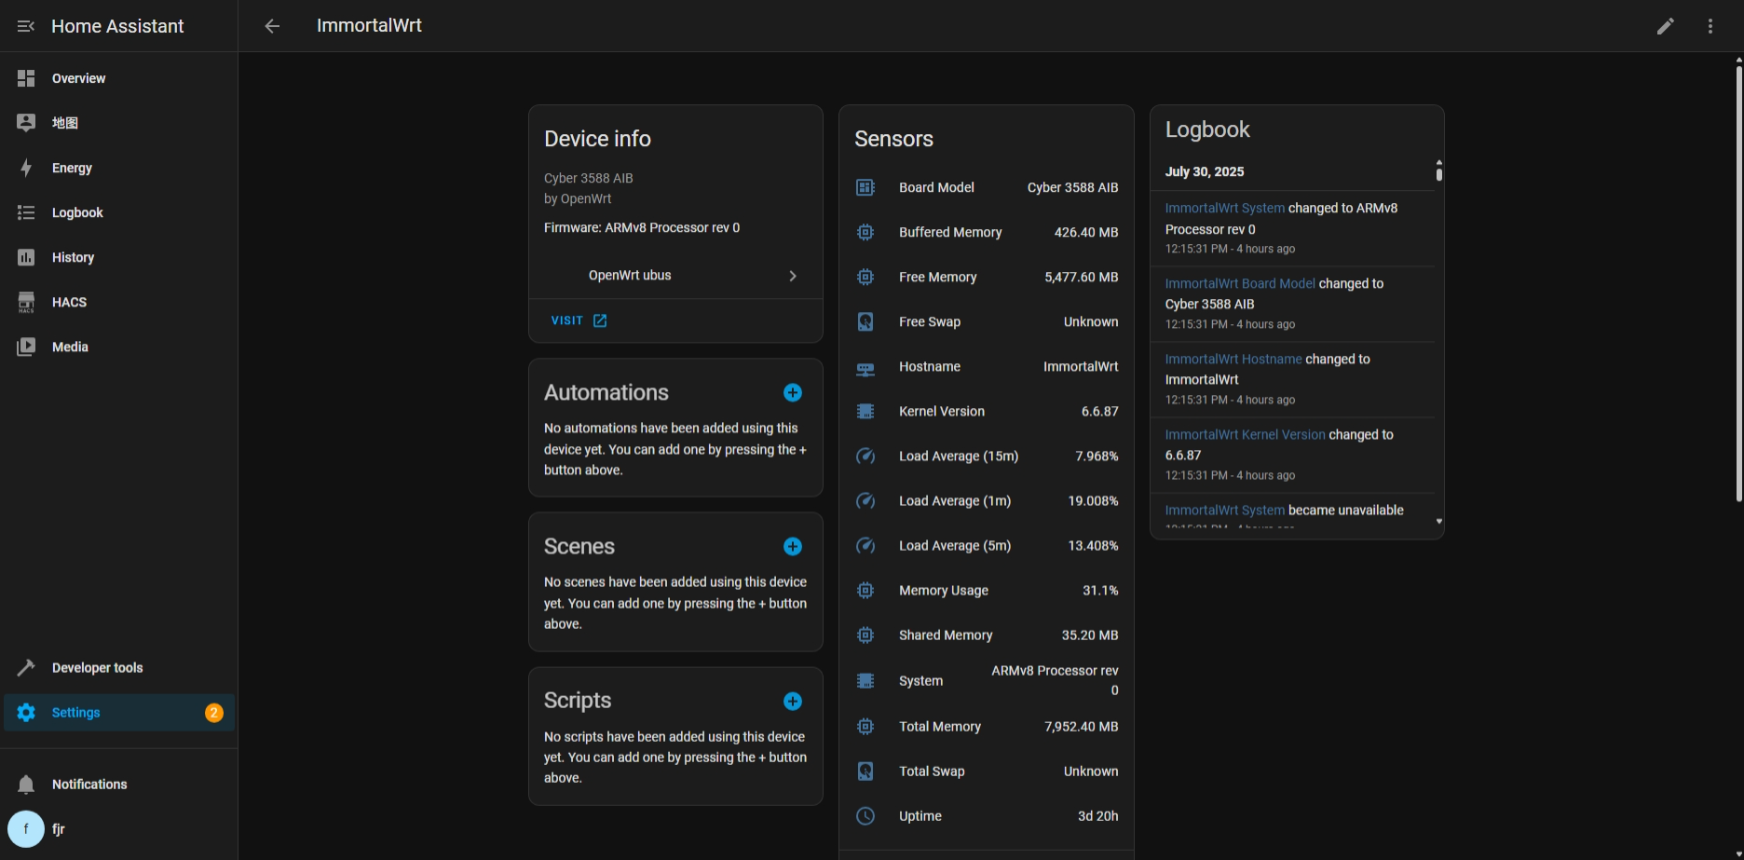 Home Assistant
ImmortalWrt
Overview
地图
Energy
Logbook
History
HACS
HACS
Media
Developer tools
Settings
2
Notifications
f
fjr
Device info
Cyber 3588 AIB
by OpenWrt
Firmware: ARMv8 Processor rev 0
OpenWrt ubus
VISIT
Automations
No automations have been added using this
device yet. You can add one by pressing the +
button above.
Scenes
No scenes have been added using this device
yet. You can add one by pressing the + button
above.
Scripts
No scripts have been added using this device
yet. You can add one by pressing the + button
above.
Sensors
Board Model Cyber 3588 AIB
Buffered Memory 426.40 MB
Free Memory 5,477.60 MB
Free Swap Unknown
Hostname ImmortalWrt
Kernel Version 6.6.87
Load Average (15m) 7.968%
Load Average (1m) 19.008%
Load Average (5m) 13.408%
Memory Usage 31.1%
Shared Memory 35.20 MB
System ARMv8 Processor rev
0
Total Memory 7,952.40 MB
Total Swap Unknown
Uptime 3d 20h
Logbook
July 30, 2025
ImmortalWrt System changed to ARMv8
Processor rev 0
12:15:31 PM - 4 hours ago
ImmortalWrt Board Model changed to
Cyber 3588 AIB
12:15:31 PM - 4 hours ago
ImmortalWrt Hostname changed to
ImmortalWrt
12:15:31 PM - 4 hours ago
ImmortalWrt Kernel Version changed to
6.6.87
12:15:31 PM - 4 hours ago
ImmortalWrt System became unavailable